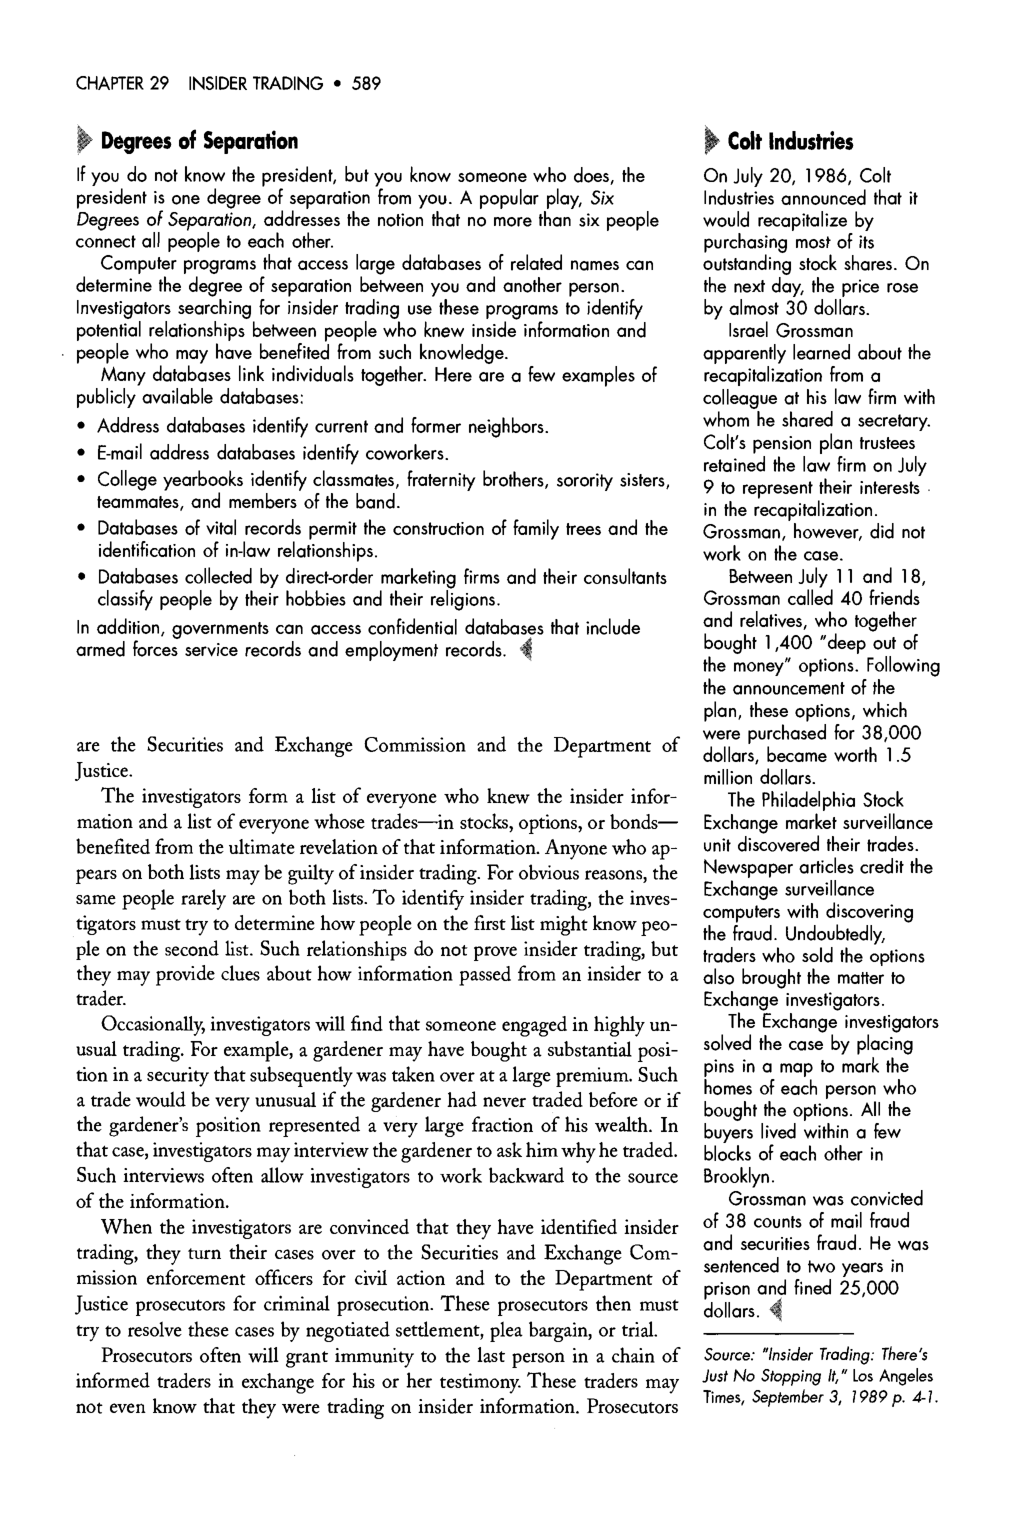 CHAPTER 29 INSIDER TRADING • 589
Degrees of Separation
If you do not know the president, but you know someone who does, the
president is one degree of separation from you. A popular play, Six
Degrees of Separation, addresses the notion that no more than six people
connect all people to each other.
Computer programs that access large databases of related names can
determine the degree of separation between you and another person.
Investigators searching for insider trading use these programs to identify
potential relationships between people who knew inside information and
people who may have benefited from such knowledge.
Many databases link individuals together. Here are a few examples of
publicly available databases:
• Address databases identify current and former neighbors.
• E-mail address databases identify coworkers.
• College yearbooks identify classmates, fraternity brothers, sorority sisters,
teammates, and members of the band.
• Databases of vital records permit the construction of family trees and the
identification of in-law relationships.
• Databases collected by direct-order marketing firms and their consultants
classify people by their hobbies and their religions.
In addition, governments can access confidential databases that include
armed forces service records and employment records.
are the Securities and Exchange Commission and the Department of
Justice.
The investigators form a list of everyone who knew the insider infor-
mation and a list of everyone whose trades—in stocks, options, or bonds—
benefited from the ultimate revelation of that information. Anyone who ap-
pears on both lists may be guilty of insider trading. For obvious reasons, the
same people rarely are on both lists. To identify insider trading, the inves-
tigators must try to determine how people on the first list might know peo-
ple on the second list. Such relationships do not prove insider trading, but
they may provide clues about how information passed from an insider to a
trader.
Occasionally, investigators will find that someone engaged in highly un-
usual trading. For example, a gardener may have bought a substantial posi-
tion in a security that subsequently was taken over at a large premium. Such
a trade would be very unusual if the gardener had never traded before or if
the gardener's position represented a very large fraction of his wealth. In
that case, investigators may interview the gardener to ask him why he traded.
Such interviews often allow investigators to work backward to the source
of the information.
When the investigators are convinced that they have identified insider
trading, they turn their cases over to the Securities and Exchange Com-
mission enforcement officers for civil action and to the Department of
Justice prosecutors for criminal prosecution. These prosecutors then must
try to resolve these cases by negotiated settlement, plea bargain, or trial.
Prosecutors often will grant immunity to the last person in a chain of
informed traders in exchange for his or her testimony. These traders may
not even know that they were trading on insider information. Prosecutors
Colt Industries
On July 20, 1986, Colt
Industries announced that it
would recapitalize by
purchasing most of its
outstanding stock shares. On
the next day, the price rose
by almost 30 dollars.
Israel Grossman
apparently learned about the
recapitalization from a
colleague at his law firm with
whom he shared a secretary.
Colt's pension plan trustees
retained the law firm on July
9 to represent their interests
in the recapitalization.
Grossman, however, did not
work on the case.
Between July 11 and 18,
Grossman called 40 friends
and relatives, who together
bought 1,400 "deep out of
the money" options. Following
the announcement of the
plan, these options, which
were purchased for 38,000
dollars, became worth 1.5
million dollars.
The Philadelphia Stock
Exchange market surveillance
unit discovered their trades.
Newspaper articles credit the
Exchange surveillance
computers with discovering
the fraud. Undoubtedly,
traders who sold the options
also brought the matter to
Exchange investigators.
The Exchange investigators
solved the case by placing
pins in a map to mark the
homes of each person who
bought the options. All the
buyers lived within a few
blocks of each other in
Brooklyn.
Grossman was convicted
of 38 counts of mail fraud
and securities fraud. He was
sentenced to two years in
prison and fined 25,000
dollars.
Source: "Insider Trading: There's
Just No Stopping It," Los Angeles
Times, September 3, 1989 p. 4-1.